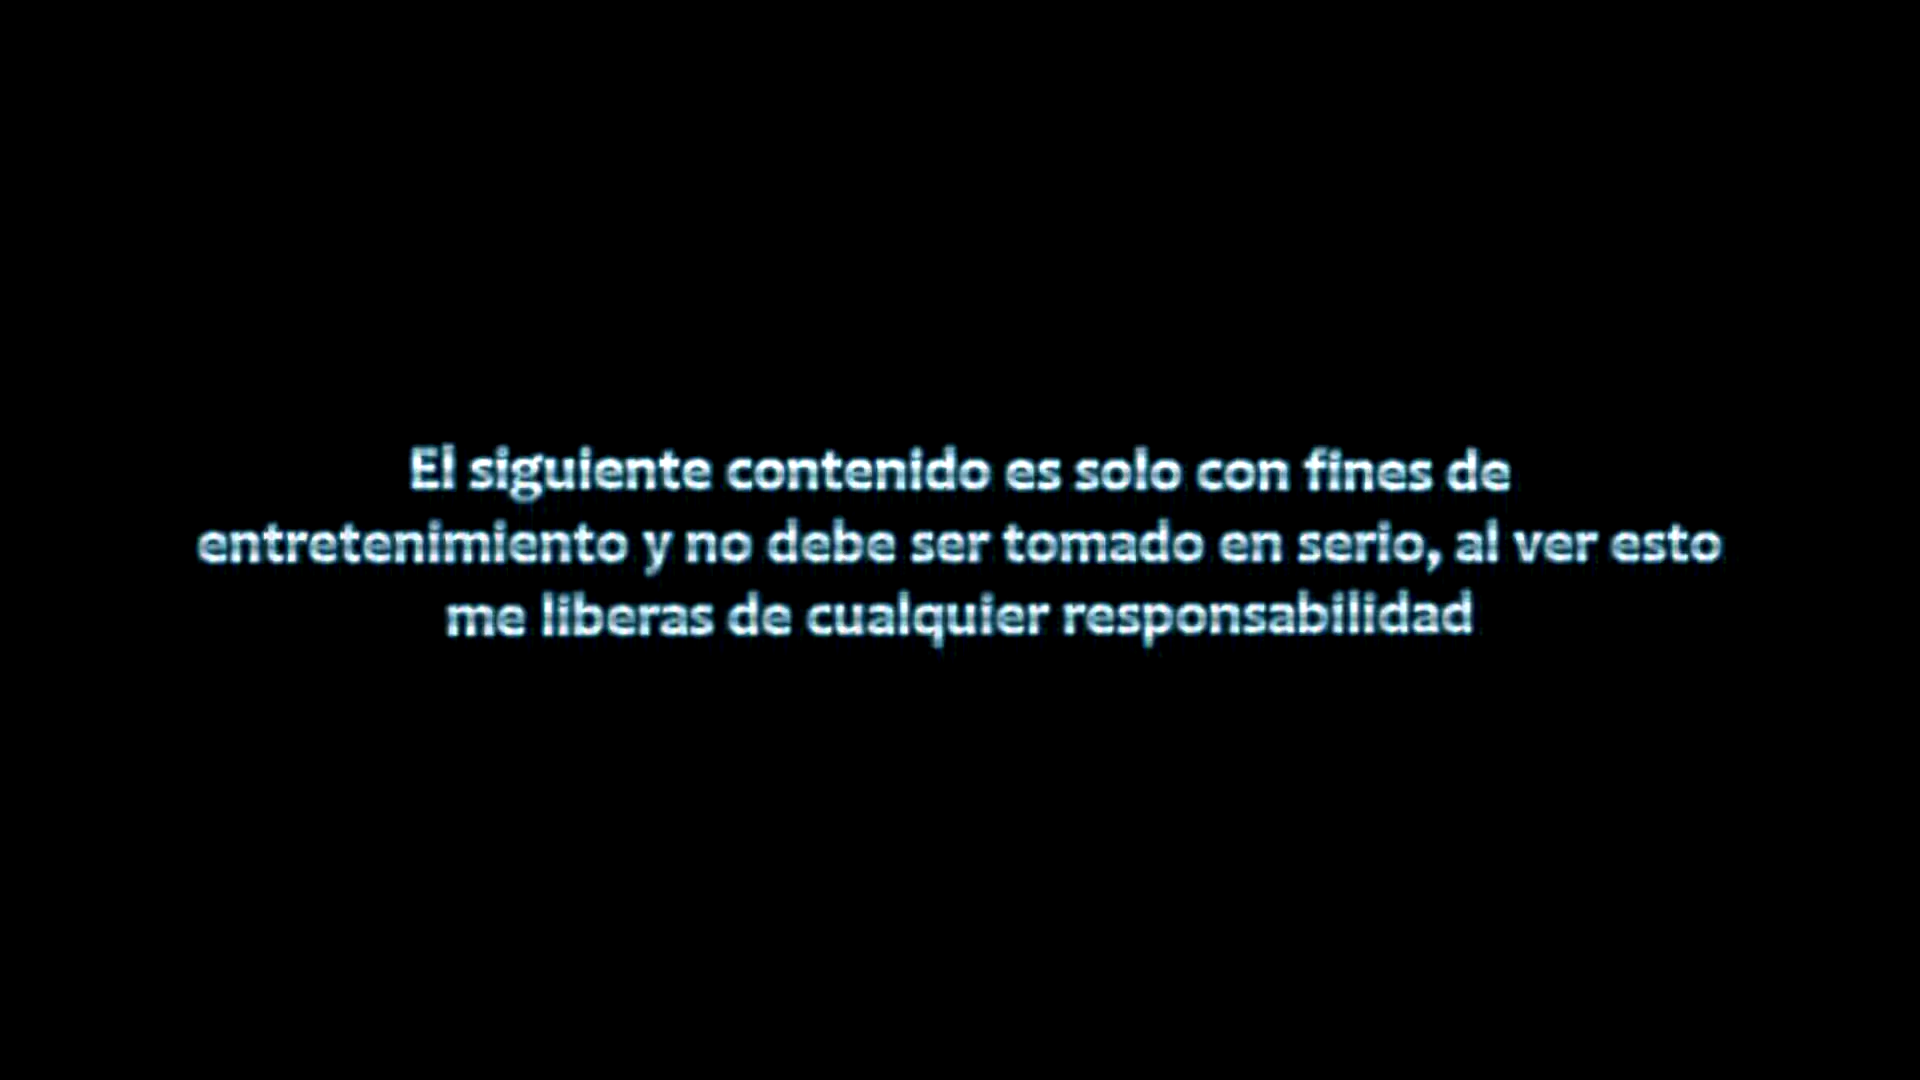 El siguiente contenido es solo con fines de
entretenimiento y no debe ser tomado en serio, al ver esto
me liberas de cualquier responsabilidad